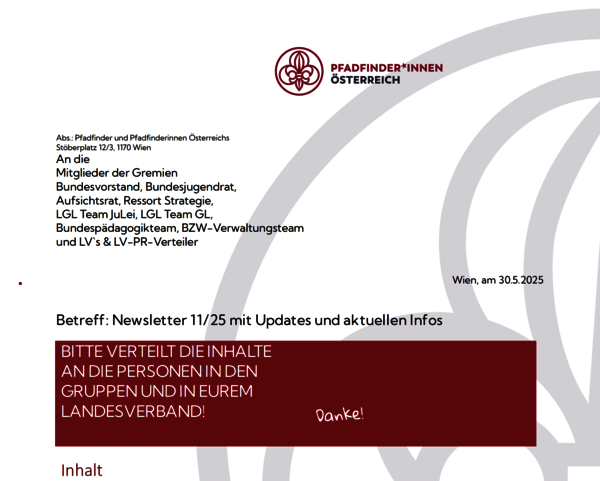 PFADFINDER*INNEN
ÖSTERREICH
Abs.: Pfadfinder und Pfadfinderinnen Österreichs
Stöberplatz 12/3, 1170 Wien
An die
Mitglieder der Gremien
Bundesvorstand, Bundesjugendrat,
Aufsichtsrat, Ressort Strategie,
LGL Team JuLei, LGL Team GL,
Bundespädagogikteam, BZW-Verwaltungsteam
und LV`s & LV-PR-Verteiler
Wien, am 30.5.2025
Betreff: Newsletter 11/25 mit Updates und aktuellen Infos
BITTE VERTEILT DIE INHALTE
AN DIE PERSONEN IN DEN
GRUPPEN UND IN EUREM
LANDESVERBAND!
Danke!
Inhalt